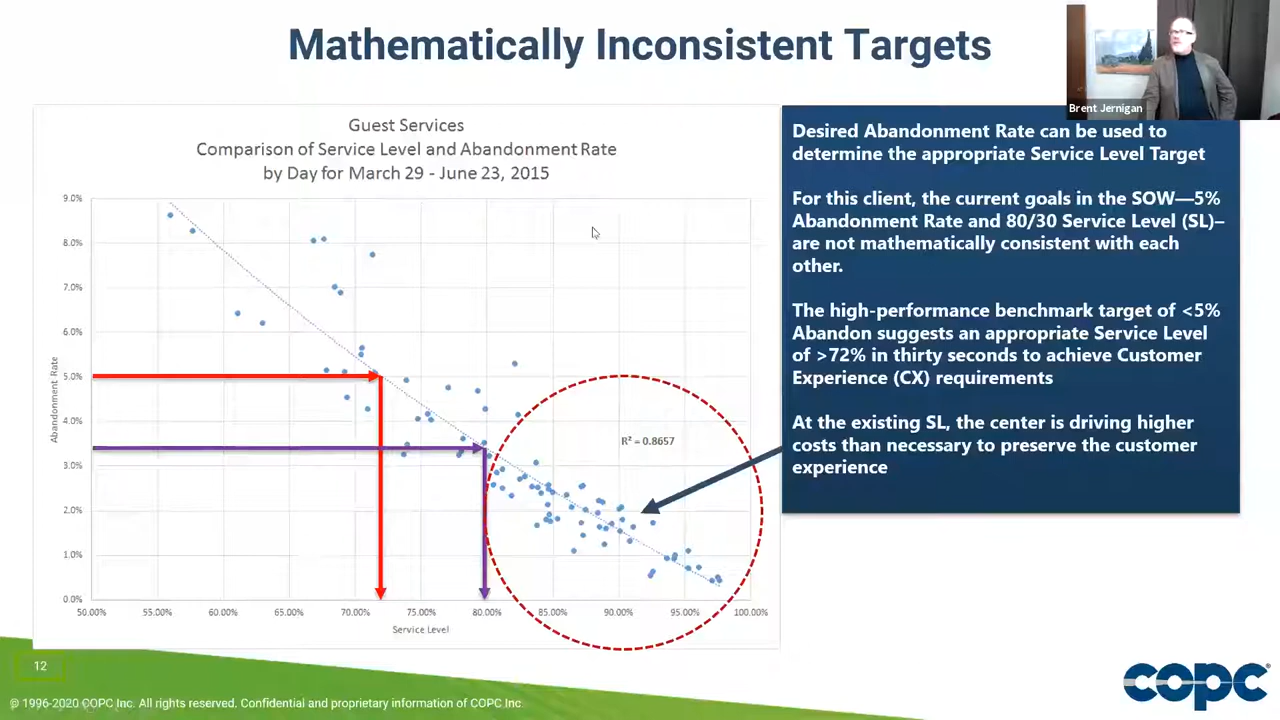 Mathematically Inconsistent Targets
Brent Jernigan
Guest Services
Comparison of Service Level and Abandonment Rate
by Day for March 29 - June 23, 2015
9.0%
8.0%
7.0%
6.0%
5.0%
4.0%
3.0%
2.0%
1.0%
0.0%
Abandonment Rate
R² = 0.8657
50.00% 55.00% 60.00% 65.00% 70.00% 75.00% 80.00% 85.00% 90.00% 95.00% 100.00%
Service Level
Desired Abandonment Rate can be used to
determine the appropriate Service Level Target
For this client, the current goals in the SOW—5%
Abandonment Rate and 80/30 Service Level (SL)–
are not mathematically consistent with each
other.
The high-performance benchmark target of <5%
Abandon suggests an appropriate Service Level
of >72% in thirty seconds to achieve Customer
Experience (CX) requirements
At the existing SL, the center is driving higher
costs than necessary to preserve the customer
experience
12
© 1996-2020 COPC Inc. All rights reserved. Confidential and proprietary information of COPC Inc.
copc®